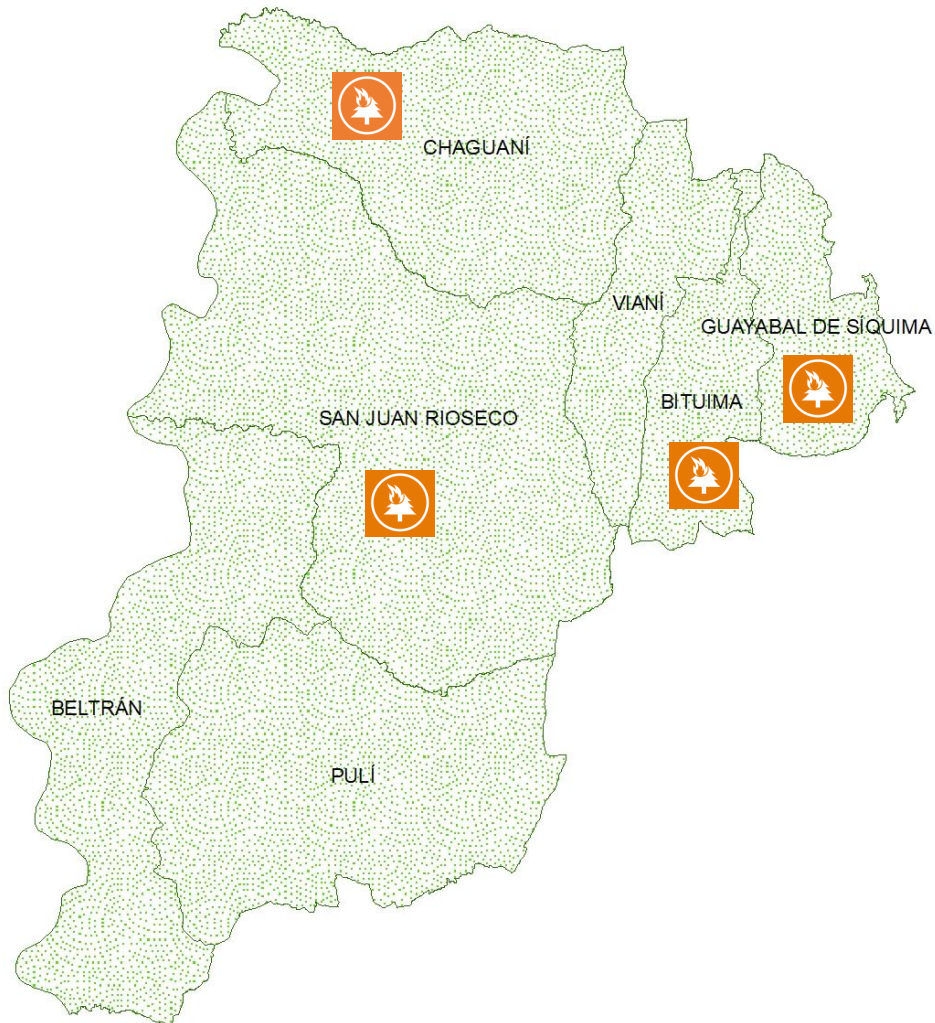 CHAGUANÍ
VIANÍ
GUAYABAL DE SÍQUIMA
BITUIMA
SAN JUAN RIOSECO
BELTRÁN
PULÍ